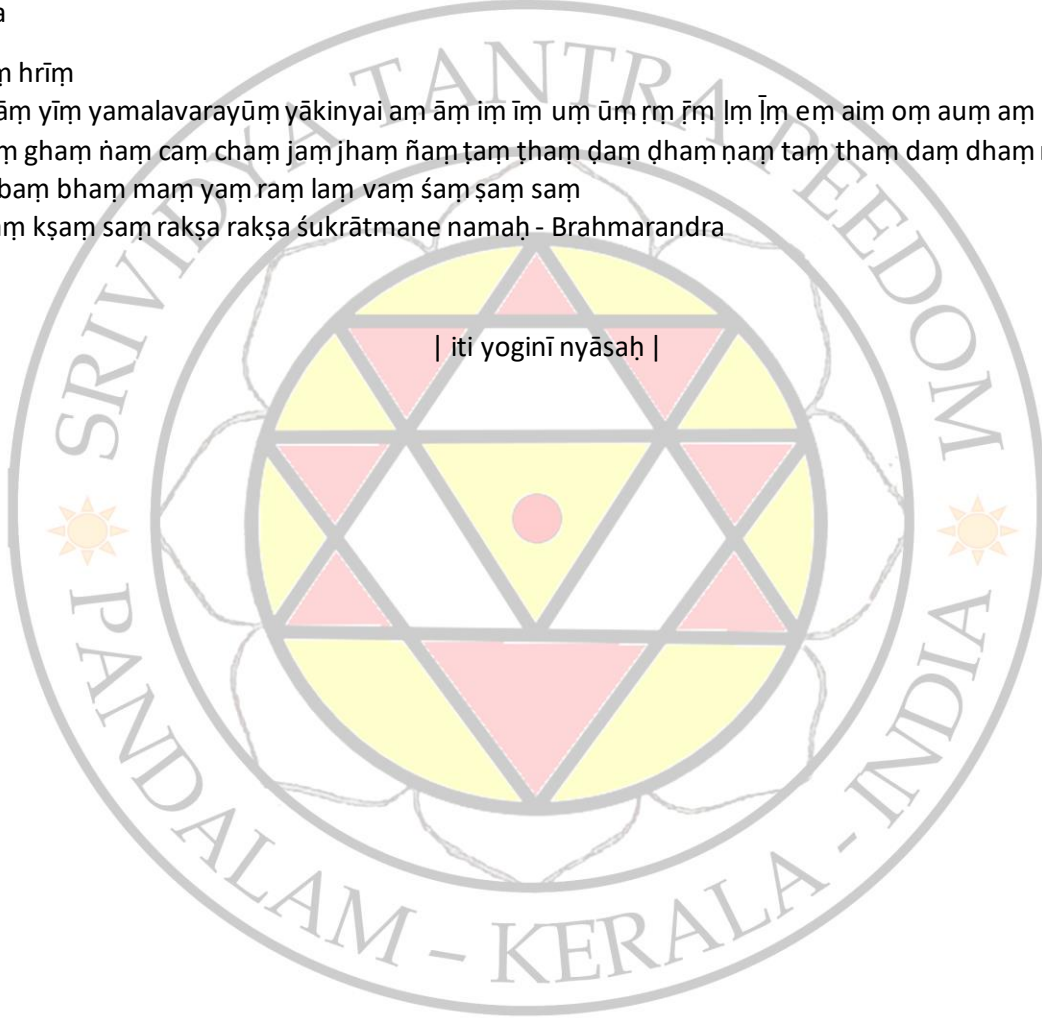 hrīṃ
yīṃ yamalavarayūṃ yākinyai aṃ āṃ iṃ īṃ uṃ ūṃ ṛṃ ṝṃ ḷṃ ḹṃ eṃ aiṃ oṃ auṃ aṃ
ghaṃ ṅaṃ caṃ chaṃ jaṃ jhaṃ ñaṃ ṭaṃ ṭhaṃ ḍaṃ ḍhaṃ ṇaṃ taṃ thaṃ daṃ dhaṃ
baṃ bhaṃ maṃ yaṃ raṃ laṃ vaṃ śaṃ ṣaṃ saṃ
kṣaṃ saṃ rakṣa rakṣa śukrātmane namaḥ - Brahmarandra
| iti yoginī nyāsaḥ |
SRIVIDYA TANTRA PEEDOM
PANDALAM – KERALA - INDIA